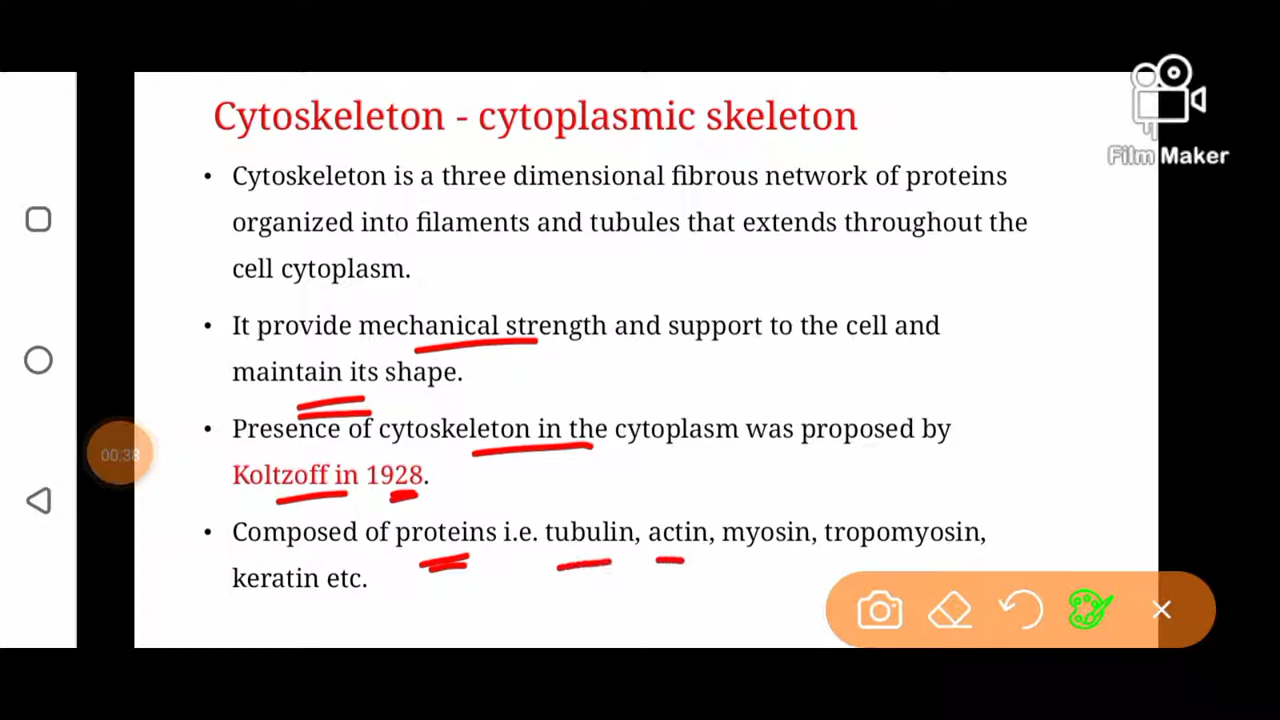 Cytoskeleton - cytoplasmic skeleton
Film Maker
• Cytoskeleton is a three dimensional fibrous network of proteins
organized into filaments and tubules that extends throughout the
cell cytoplasm.
• It provide mechanical strength and support to the cell and
maintain its shape.
• Presence of cytoskeleton in the cytoplasm was proposed by
Koltzoff in 1928.
00:38
• Composed of proteins i.e. tubulin, actin, myosin, tropomyosin,
keratin etc.